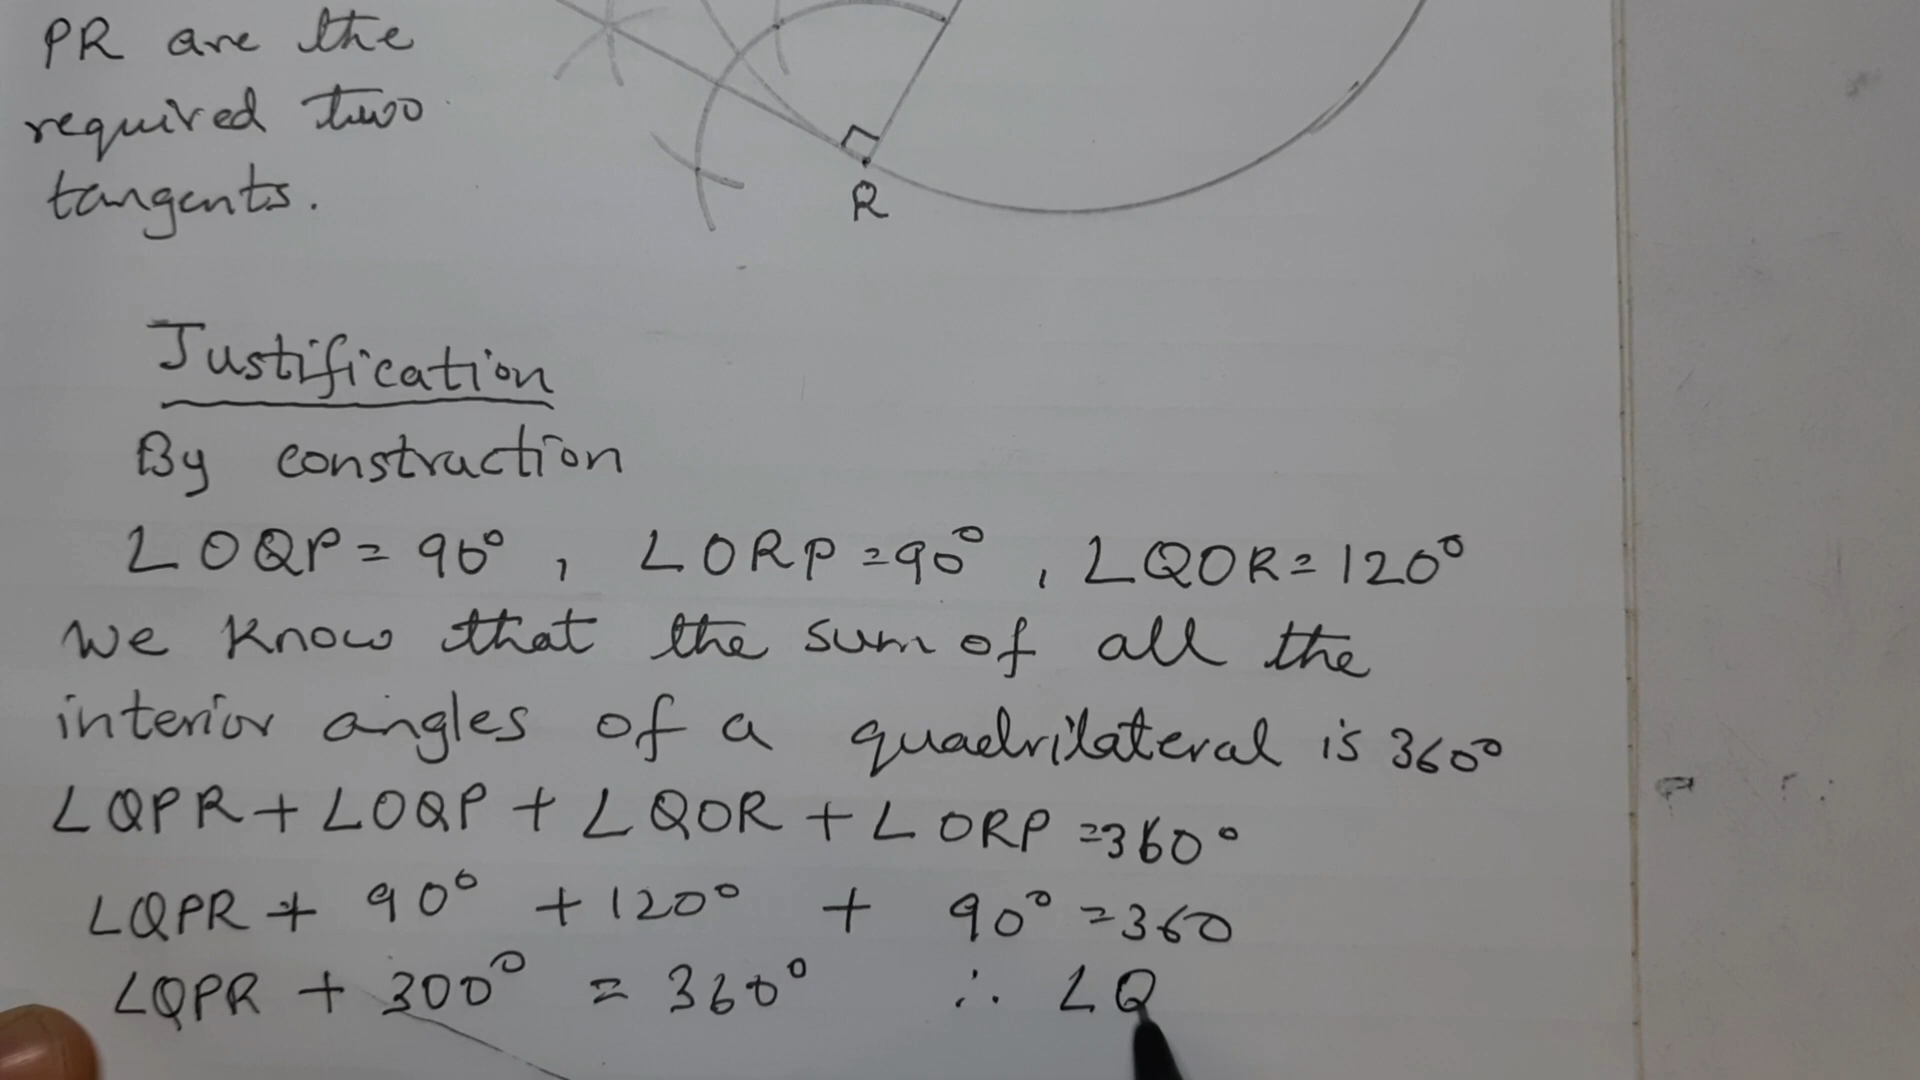 PR are the
required two
tangents.
R
Justification
By construction
∠OQP = 90°, ∠ORP = 90°, ∠QOR = 120°
We know that the sum of all the
interior angles of a quadrilateral is 360°
∠QPR + ∠OQP + ∠QOR + ∠ORP = 360°
∠QPR + 90° + 120° + 90° = 360
∠QPR + 300° = 360° ∴ ∠Q